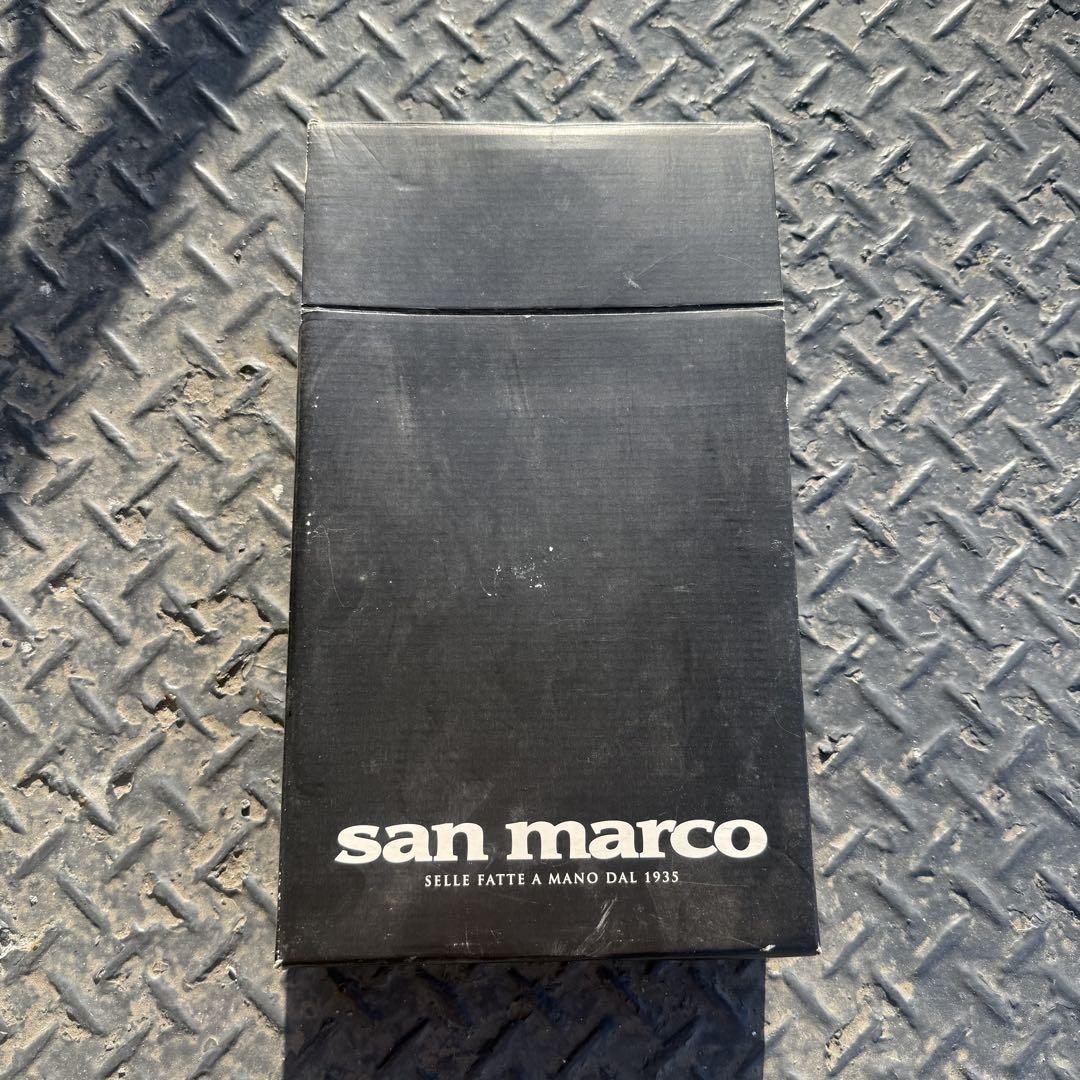 san marco
SELLE FATTE A MANO DAL 1935